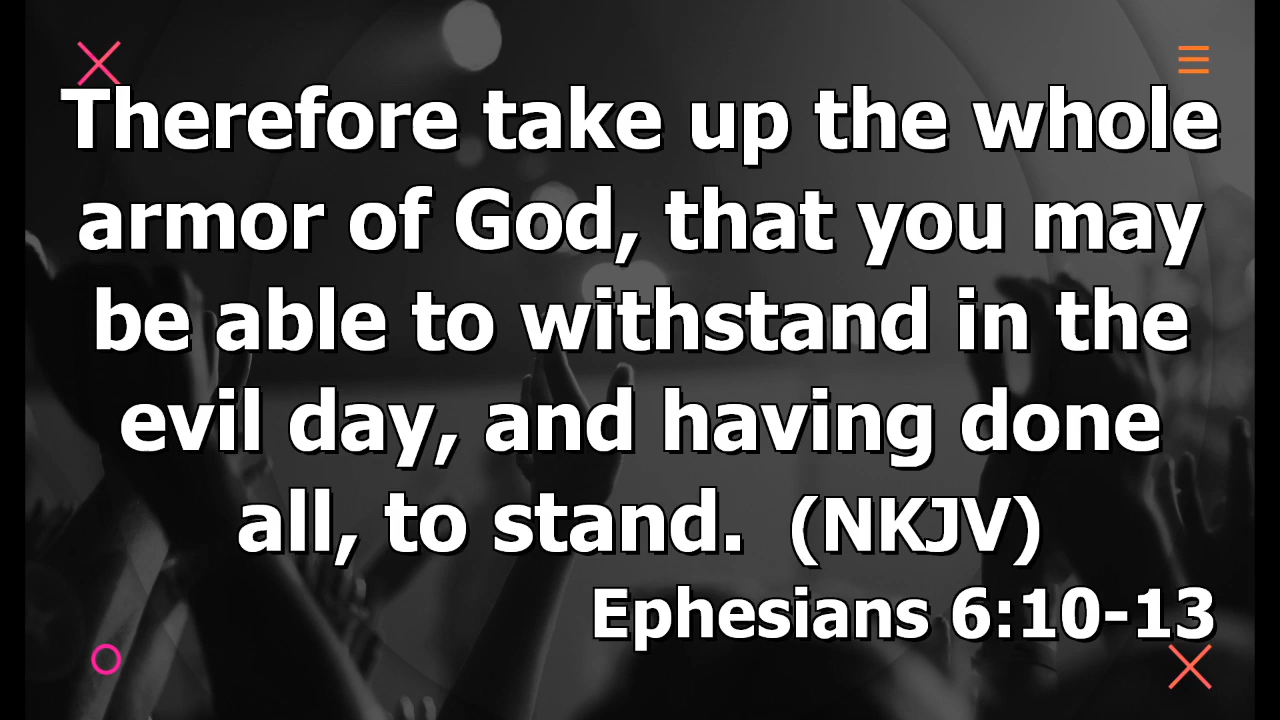 Therefore take up the whole
armor of God, that you may
be able to withstand in the
evil day, and having done
all, to stand.  (NKJV)
Ephesians 6:10-13